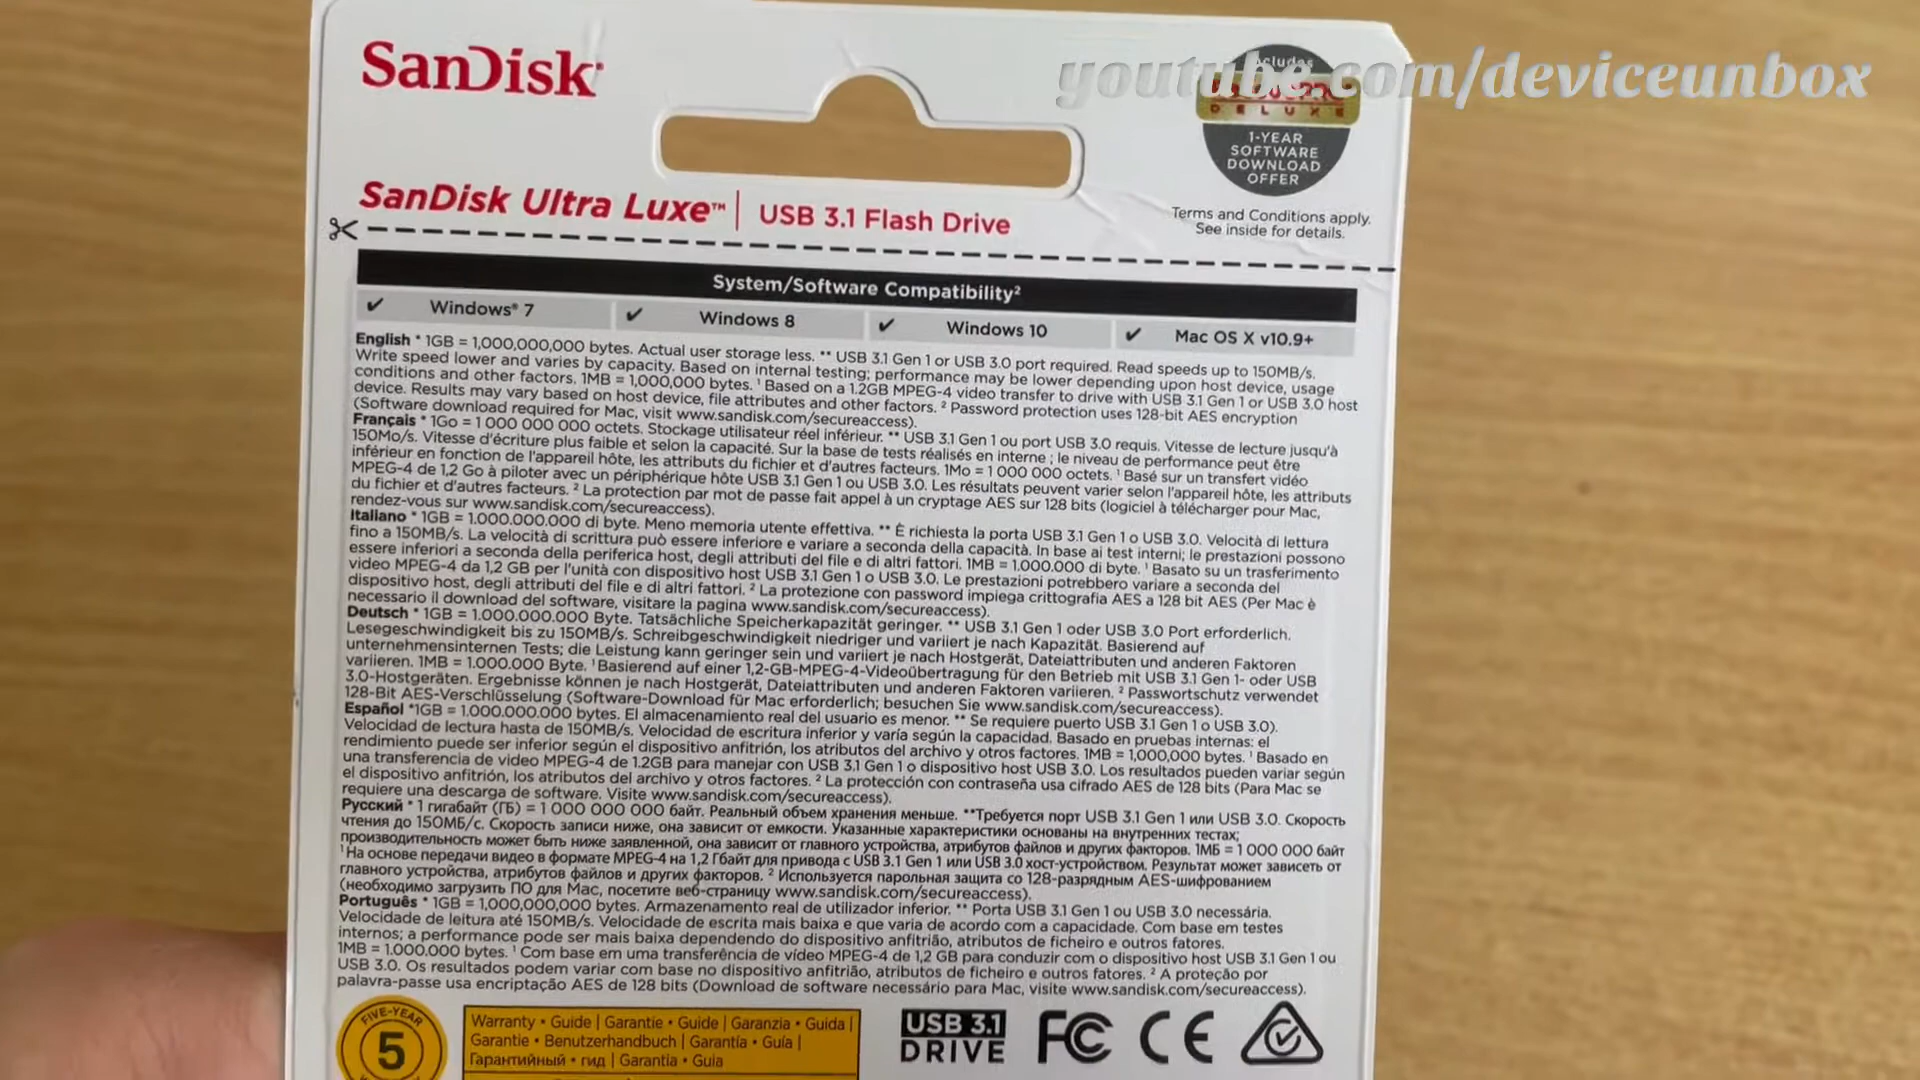 SanDisk
youtube.com/deviceunbox
DELUXE
1-YEAR
SOFTWARE
DOWNLOAD
OFFER
Terms and Conditions apply.
See inside for details.
SanDisk Ultra Luxe™ | USB 3.1 Flash Drive
System/Software Compatibility²
✔ Windows® 7 ✔ Windows 8 ✔ Windows 10 ✔ Mac OS X v10.9+
English * 1GB = 1,000,000,000 bytes. Actual user storage less. ** USB 3.1 Gen 1 or USB 3.0 port required. Read speeds up to 150MB/s.
Write speed lower and varies by capacity. Based on internal testing; performance may be lower depending upon host device, usage
conditions and other factors. 1MB = 1,000,000 bytes. ¹ Based on a 1.2GB MPEG-4 video transfer to drive with USB 3.1 Gen 1 or USB 3.0 host
device. Results may vary based on host device, file attributes and other factors. ² Password protection uses 128-bit AES encryption
(Software download required for Mac, visit www.sandisk.com/secureaccess).
Français * 1Go = 1 000 000 000 octets. Stockage utilisateur réel inférieur. ** USB 3.1 Gen 1 ou port USB 3.0 requis. Vitesse de lecture jusqu'à
150Mo/s. Vitesse d'écriture plus faible et selon la capacité. Sur la base de tests réalisés en interne ; le niveau de performance peut être
inférieur en fonction de l'appareil hôte, les attributs du fichier et d'autres facteurs. 1Mo = 1 000 000 octets. ¹ Basé sur un transfert vidéo
MPEG-4 de 1,2 Go à piloter avec un périphérique hôte USB 3.1 Gen 1 ou USB 3.0. Les résultats peuvent varier selon l'appareil hôte, les attributs
du fichier et d'autres facteurs. ² La protection par mot de passe fait appel à un cryptage AES sur 128 bits (logiciel à télécharger pour Mac,
rendez-vous sur www.sandisk.com/secureaccess).
Italiano * 1GB = 1.000.000.000 di byte. Meno memoria utente effettiva. ** È richiesta la porta USB 3.1 Gen 1 o USB 3.0. Velocità di lettura
fino a 150MB/s. La velocità di scrittura può essere inferiore e variare a seconda della capacità. In base ai test interni; le prestazioni possono
essere inferiori a seconda della periferica host, degli attributi del file e di altri fattori. 1MB = 1.000.000 di byte. ¹ Basato su un trasferimento
video MPEG-4 da 1,2 GB per l'unità con dispositivo host USB 3.1 Gen 1 o USB 3.0. Le prestazioni potrebbero variare a seconda del
dispositivo host, degli attributi del file e di altri fattori. ² La protezione con password impiega crittografia AES a 128 bit AES (Per Mac è
necessario il download del software, visitare la pagina www.sandisk.com/secureaccess).
Deutsch * 1GB = 1.000.000.000 Byte. Tatsächliche Speicherkapazität geringer. ** USB 3.1 Gen 1 oder USB 3.0 Port erforderlich.
Lesegeschwindigkeit bis zu 150MB/s. Schreibgeschwindigkeit niedriger und variiert je nach Kapazität. Basierend auf
unternehmensinternen Tests; die Leistung kann geringer sein und variiert je nach Hostgerät, Dateiattributen und anderen Faktoren
variieren. 1MB = 1.000.000 Byte. ¹Basierend auf einer 1,2-GB-MPEG-4-Videoübertragung für den Betrieb mit USB 3.1 Gen 1- oder USB
3.0-Hostgeräten. Ergebnisse können je nach Hostgerät, Dateiattributen und anderen Faktoren variieren. ² Passwortschutz verwendet
128-Bit AES-Verschlüsselung (Software-Download für Mac erforderlich; besuchen Sie www.sandisk.com/secureaccess).
Español *1GB = 1.000.000.000 bytes. El almacenamiento real del usuario es menor. ** Se requiere puerto USB 3.1 Gen 1 o USB 3.0).
Velocidad de lectura hasta de 150MB/s. Velocidad de escritura inferior y varía según la capacidad. Basado en pruebas internas: el
rendimiento puede ser inferior según el dispositivo anfitrión, los atributos del archivo y otros factores. 1MB = 1,000,000 bytes. ¹ Basado en
una transferencia de video MPEG-4 de 1.2GB para manejar con USB 3.1 Gen 1 o dispositivo host USB 3.0. Los resultados pueden variar según
el dispositivo anfitrión, los atributos del archivo y otros factores. ² La protección con contraseña usa cifrado AES de 128 bits (Para Mac se
requiere una descarga de software. Visite www.sandisk.com/secureaccess).
Русский * 1 гигабайт (ГБ) = 1 000 000 000 байт. Реальный объем хранения меньше. **Требуется порт USB 3.1 Gen 1 или USB 3.0. Скорость
чтения до 150МБ/с. Скорость записи ниже, она зависит от емкости. Указанные характеристики основаны на внутренних тестах;
производительность может быть ниже заявленной, она зависит от главного устройства, атрибутов файлов и других факторов. 1МБ = 1 000 000 байт
¹На основе передачи видео в формате MPEG-4 на 1,2 Гбайт для привода с USB 3.1 Gen 1 или USB 3.0 хост-устройством. Результат может зависеть от
главного устройства, атрибутов файлов и других факторов. ² Используется парольная защита со 128-разрядным AES-шифрованием
(необходимо загрузить ПО для Mac, посетите веб-страницу www.sandisk.com/secureaccess).
Português * 1GB = 1,000,000,000 bytes. Armazenamento real de utilizador inferior. ** Porta USB 3.1 Gen 1 ou USB 3.0 necessária.
Velocidade de leitura até 150MB/s. Velocidade de escrita mais baixa e que varia de acordo com a capacidade. Com base em testes
internos; a performance pode ser mais baixa dependendo do dispositivo anfitrião, atributos de ficheiro e outros fatores.
1MB = 1.000.000 bytes. ¹ Com base em uma transferência de vídeo MPEG-4 de 1,2 GB para conduzir com o dispositivo host USB 3.1 Gen 1 ou
USB 3.0. Os resultados podem variar com base no dispositivo anfitrião, atributos de ficheiro e outros fatores. ² A proteção por
palavra-passe usa encriptação AES de 128 bits (Download de software necessário para Mac, visite www.sandisk.com/secureaccess).
FIVE-YEAR
5
Warranty • Guide | Garantie • Guide | Garanzia • Guida |
Garantie • Benutzerhandbuch | Garantía • Guía |
Гарантийный • гид | Garantia • Guia
USB 3.1
DRIVE
FC CE